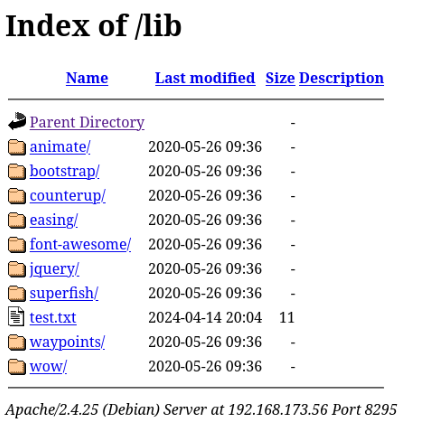 Index of /lib
Name Last modified Size Description
Parent Directory -
animate/ 2020-05-26 09:36 -
bootstrap/ 2020-05-26 09:36 -
counterup/ 2020-05-26 09:36 -
easing/ 2020-05-26 09:36 -
font-awesome/ 2020-05-26 09:36 -
jquery/ 2020-05-26 09:36 -
superfish/ 2020-05-26 09:36 -
test.txt 2024-04-14 20:04 11
waypoints/ 2020-05-26 09:36 -
wow/ 2020-05-26 09:36 -
Apache/2.4.25 (Debian) Server at 192.168.173.56 Port 8295